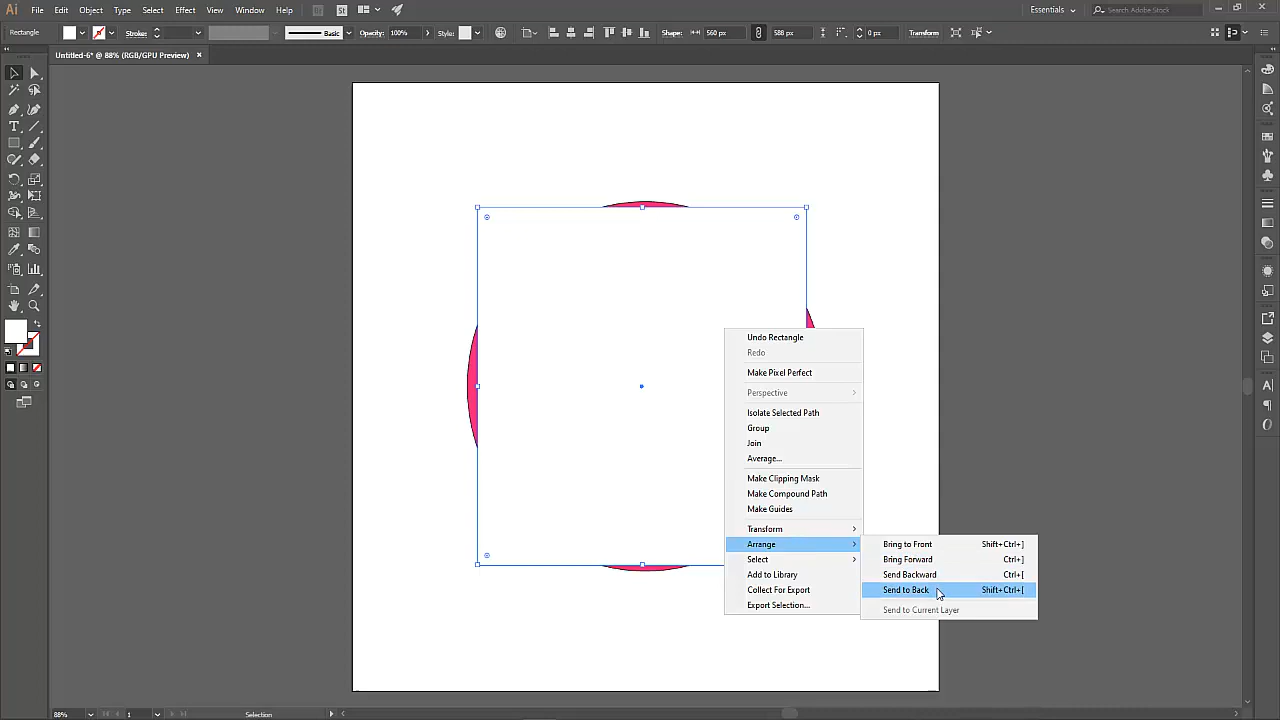 Ai File Edit Object Type Select Effect View Window Help Br St Essentials Search Adobe Stock
Rectangle Stroke: Basic Opacity: 100% Style: Shape: 560 px 588 px 0 px Transform
Untitled-6* @ 88% (RGB/GPU Preview) ×
Undo Rectangle
Redo
Make Pixel Perfect
Perspective
Isolate Selected Path
Group
Join
Average...
Make Clipping Mask
Make Compound Path
Make Guides
Transform
Arrange
Select
Add to Library
Collect For Export
Export Selection...
Bring to Front Shift+Ctrl+]
Bring Forward Ctrl+]
Send Backward Ctrl+[
Send to Back Shift+Ctrl+[
Send to Current Layer
88% 1 Selection